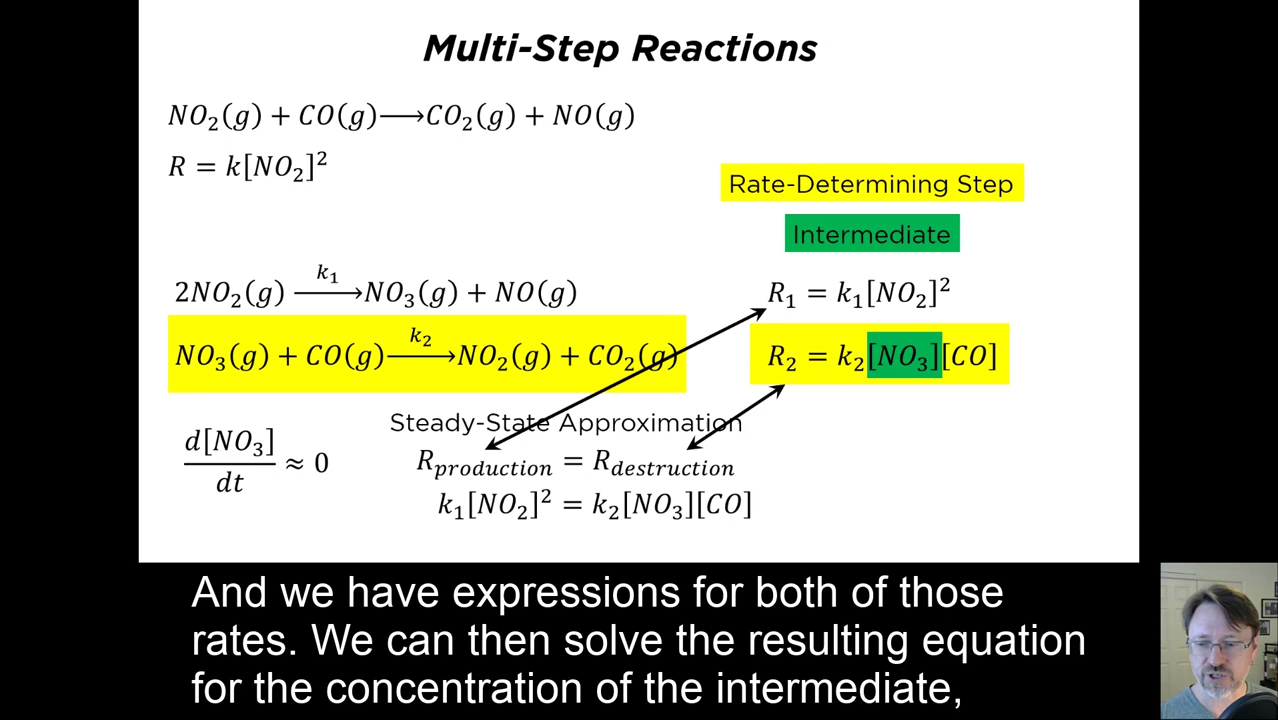 Multi-Step Reactions
NO₂(g) + CO(g) ⟶ CO₂(g) + NO(g)
R = k[NO₂]²
Rate-Determining Step
Intermediate
2NO₂(g) —k₁→ NO₃(g) + NO(g)
R₁ = k₁[NO₂]²
NO₃(g) + CO(g) —k₂→ NO₂(g) + CO₂(g)
R₂ = k₂[NO₃][CO]
Steady-State Approximation
d[NO₃]/dt ≈ 0
R_production = R_destruction
k₁[NO₂]² = k₂[NO₃][CO]
And we have expressions for both of those
rates. We can then solve the resulting equation
for the concentration of the intermediate,